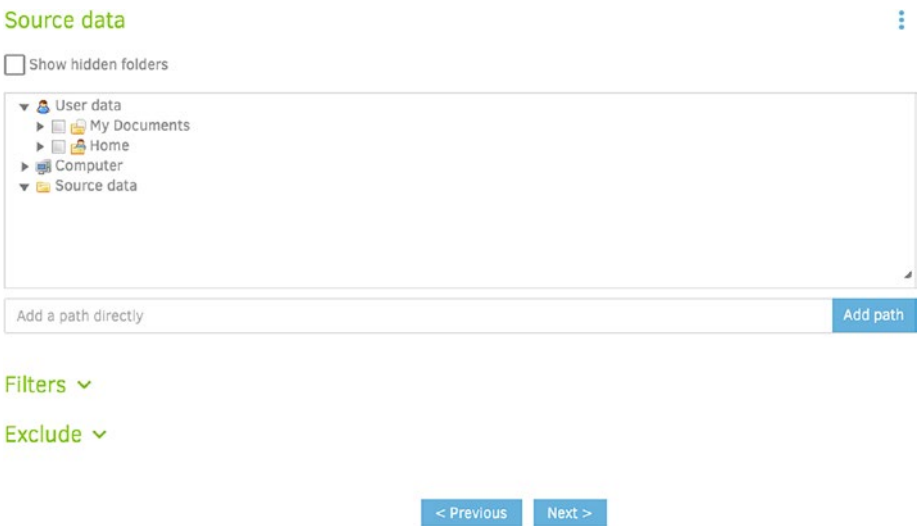 Source data
Show hidden folders
User data
My Documents
Home
Computer
Source data
Add a path directly
Add path
Filters
Exclude
< Previous
Next >